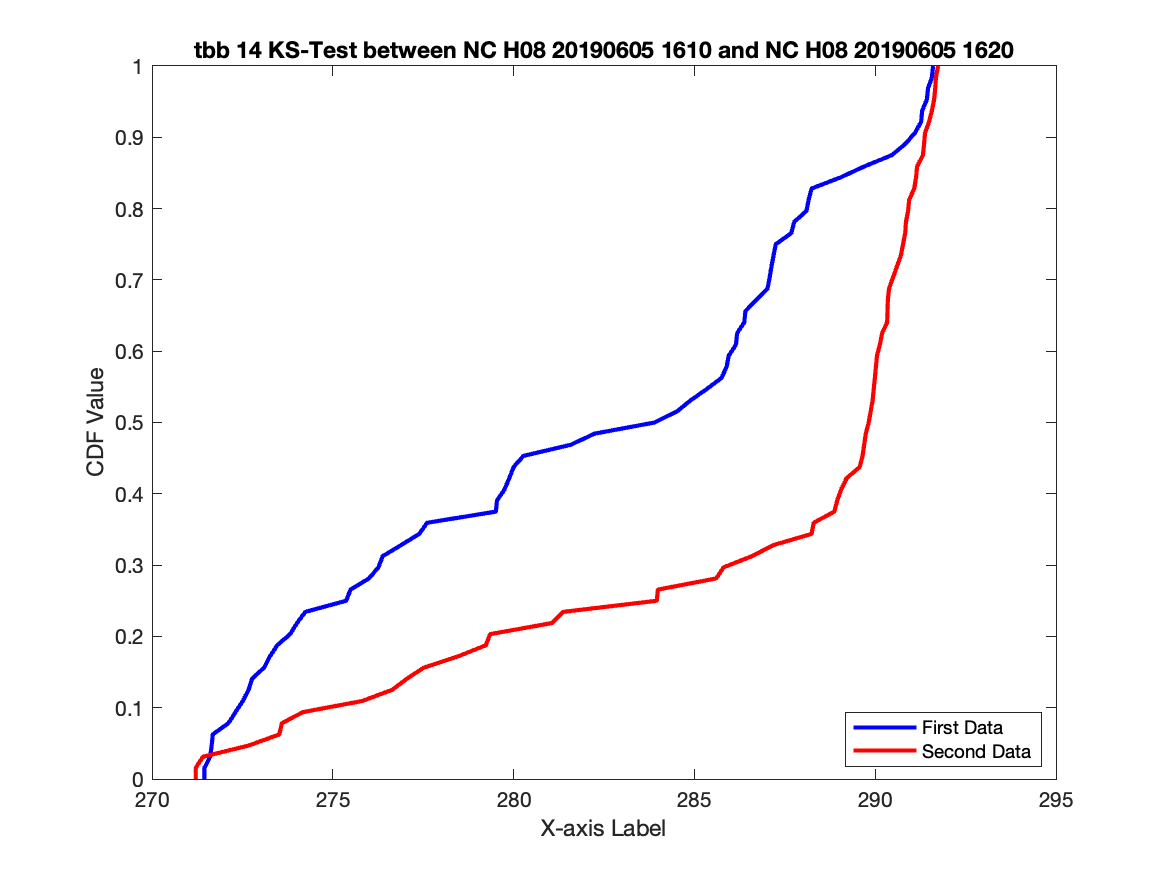 tbb 14 KS-Test between NC H08 20190605 1610 and NC H08 20190605 1620
1
0.9
0.8
0.7
0.6
0.5
0.4
0.3
0.2
0.1
0
CDF Value
First Data
Second Data
270 275 280 285 290 295
X-axis Label